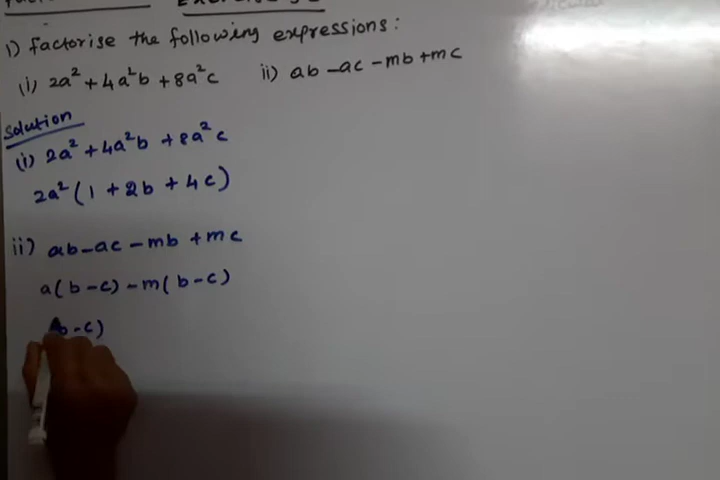 1) Factorise the following expressions:
(i) 2a² + 4a²b + 8a²c ii) ab - ac - mb + mc
Solution
(i) 2a² + 4a²b + 8a²c
2a² (1 + 2b + 4c)
ii) ab - ac - mb + mc
a(b - c) - m(b - c)
b - c)